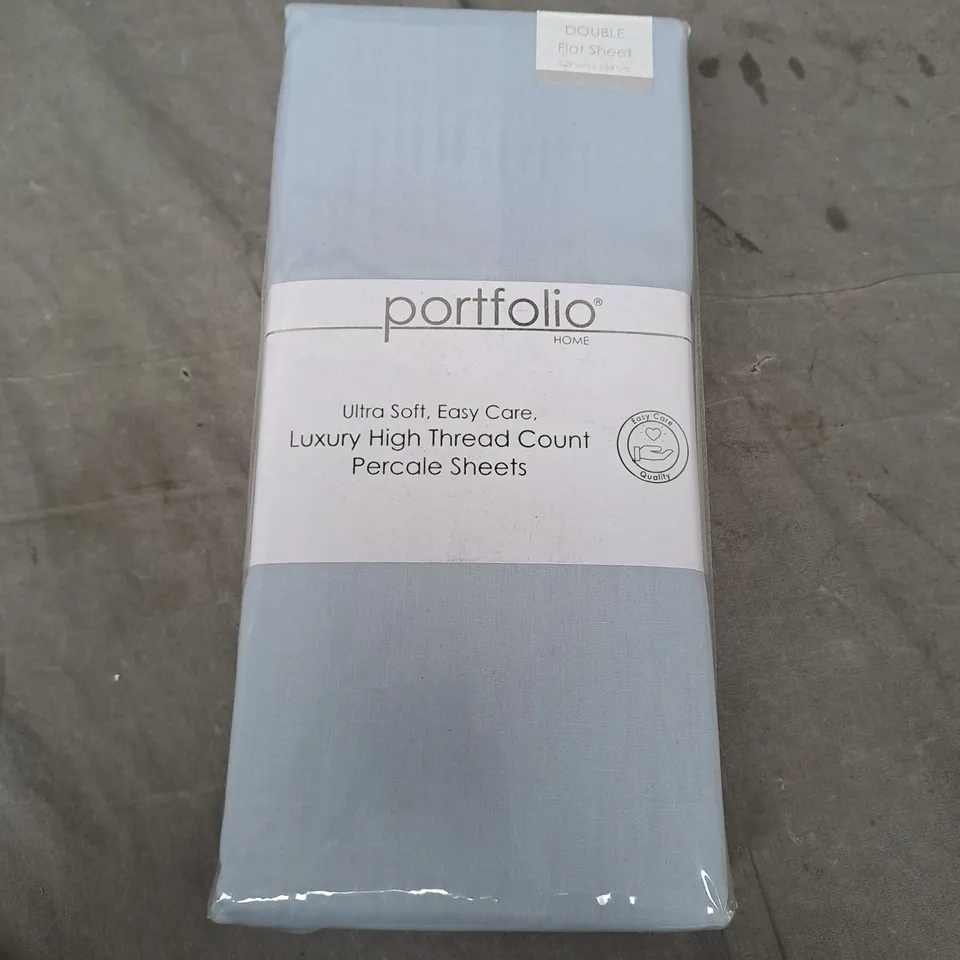 DOUBLE
Flat Sheet
portfolio®
HOME
Ultra Soft, Easy Care,
Luxury High Thread Count
Percale Sheets
Easy Care
Quality